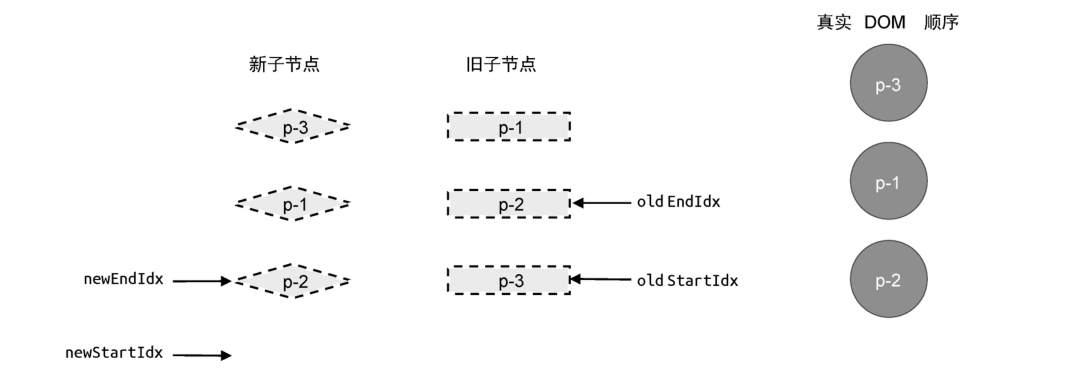 真实 DOM 顺序
新子节点 旧子节点
p-3
p-3 p-1
p-1
p-1 p-2 old EndIdx
newEndIdx p-2 p-3 old StartIdx
p-2
newStartIdx